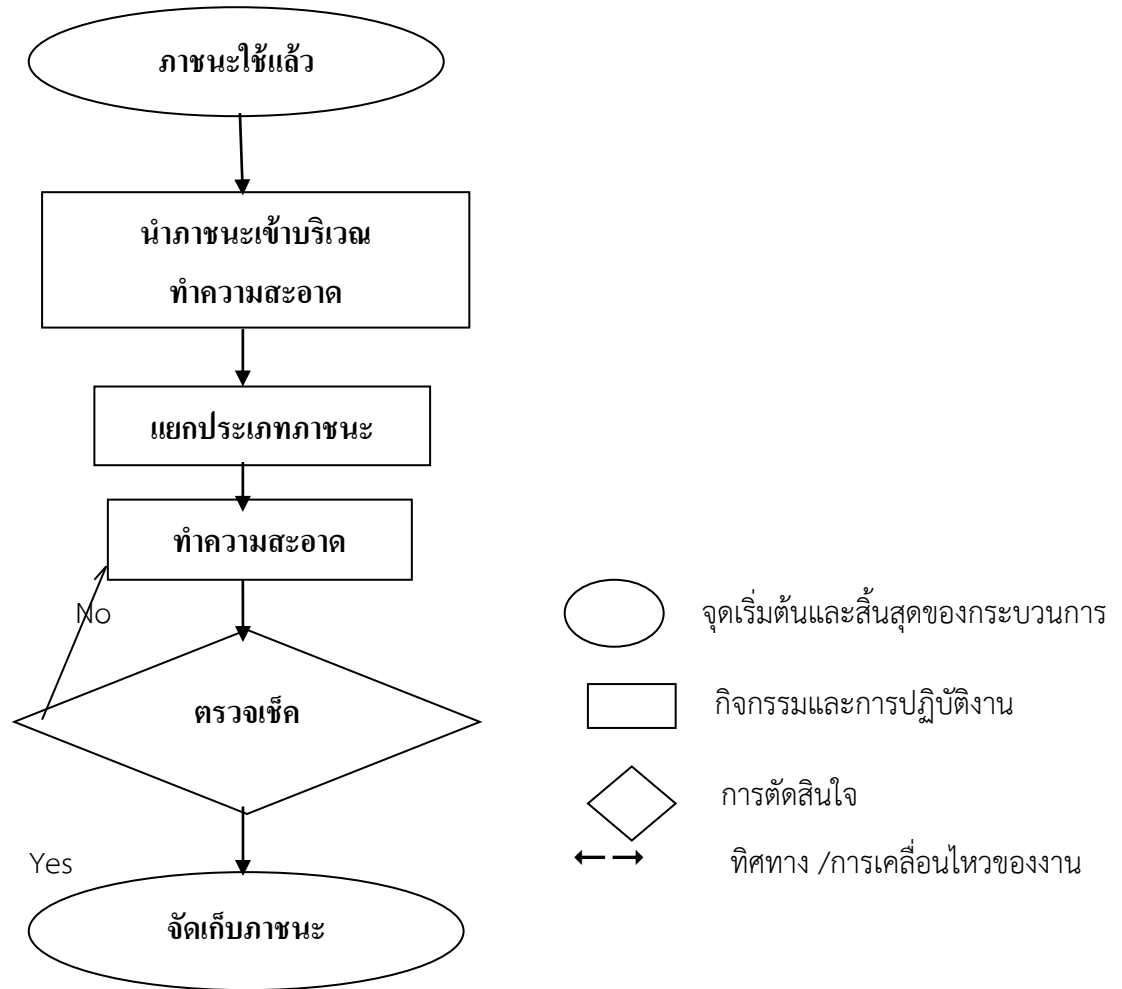 ภาชนะใช้แล้ว
นำภาชนะเข้าบริเวณ
ทำความสะอาด
แยกประเภทภาชนะ
ทำความสะอาด
No
ตรวจเช็ค
Yes
จัดเก็บภาชนะ
จุดเริ่มต้นและสิ้นสุดของกระบวนการ
กิจกรรมและการปฏิบัติงาน
การตัดสินใจ
ทิศทาง /การเคลื่อนไหวของงาน